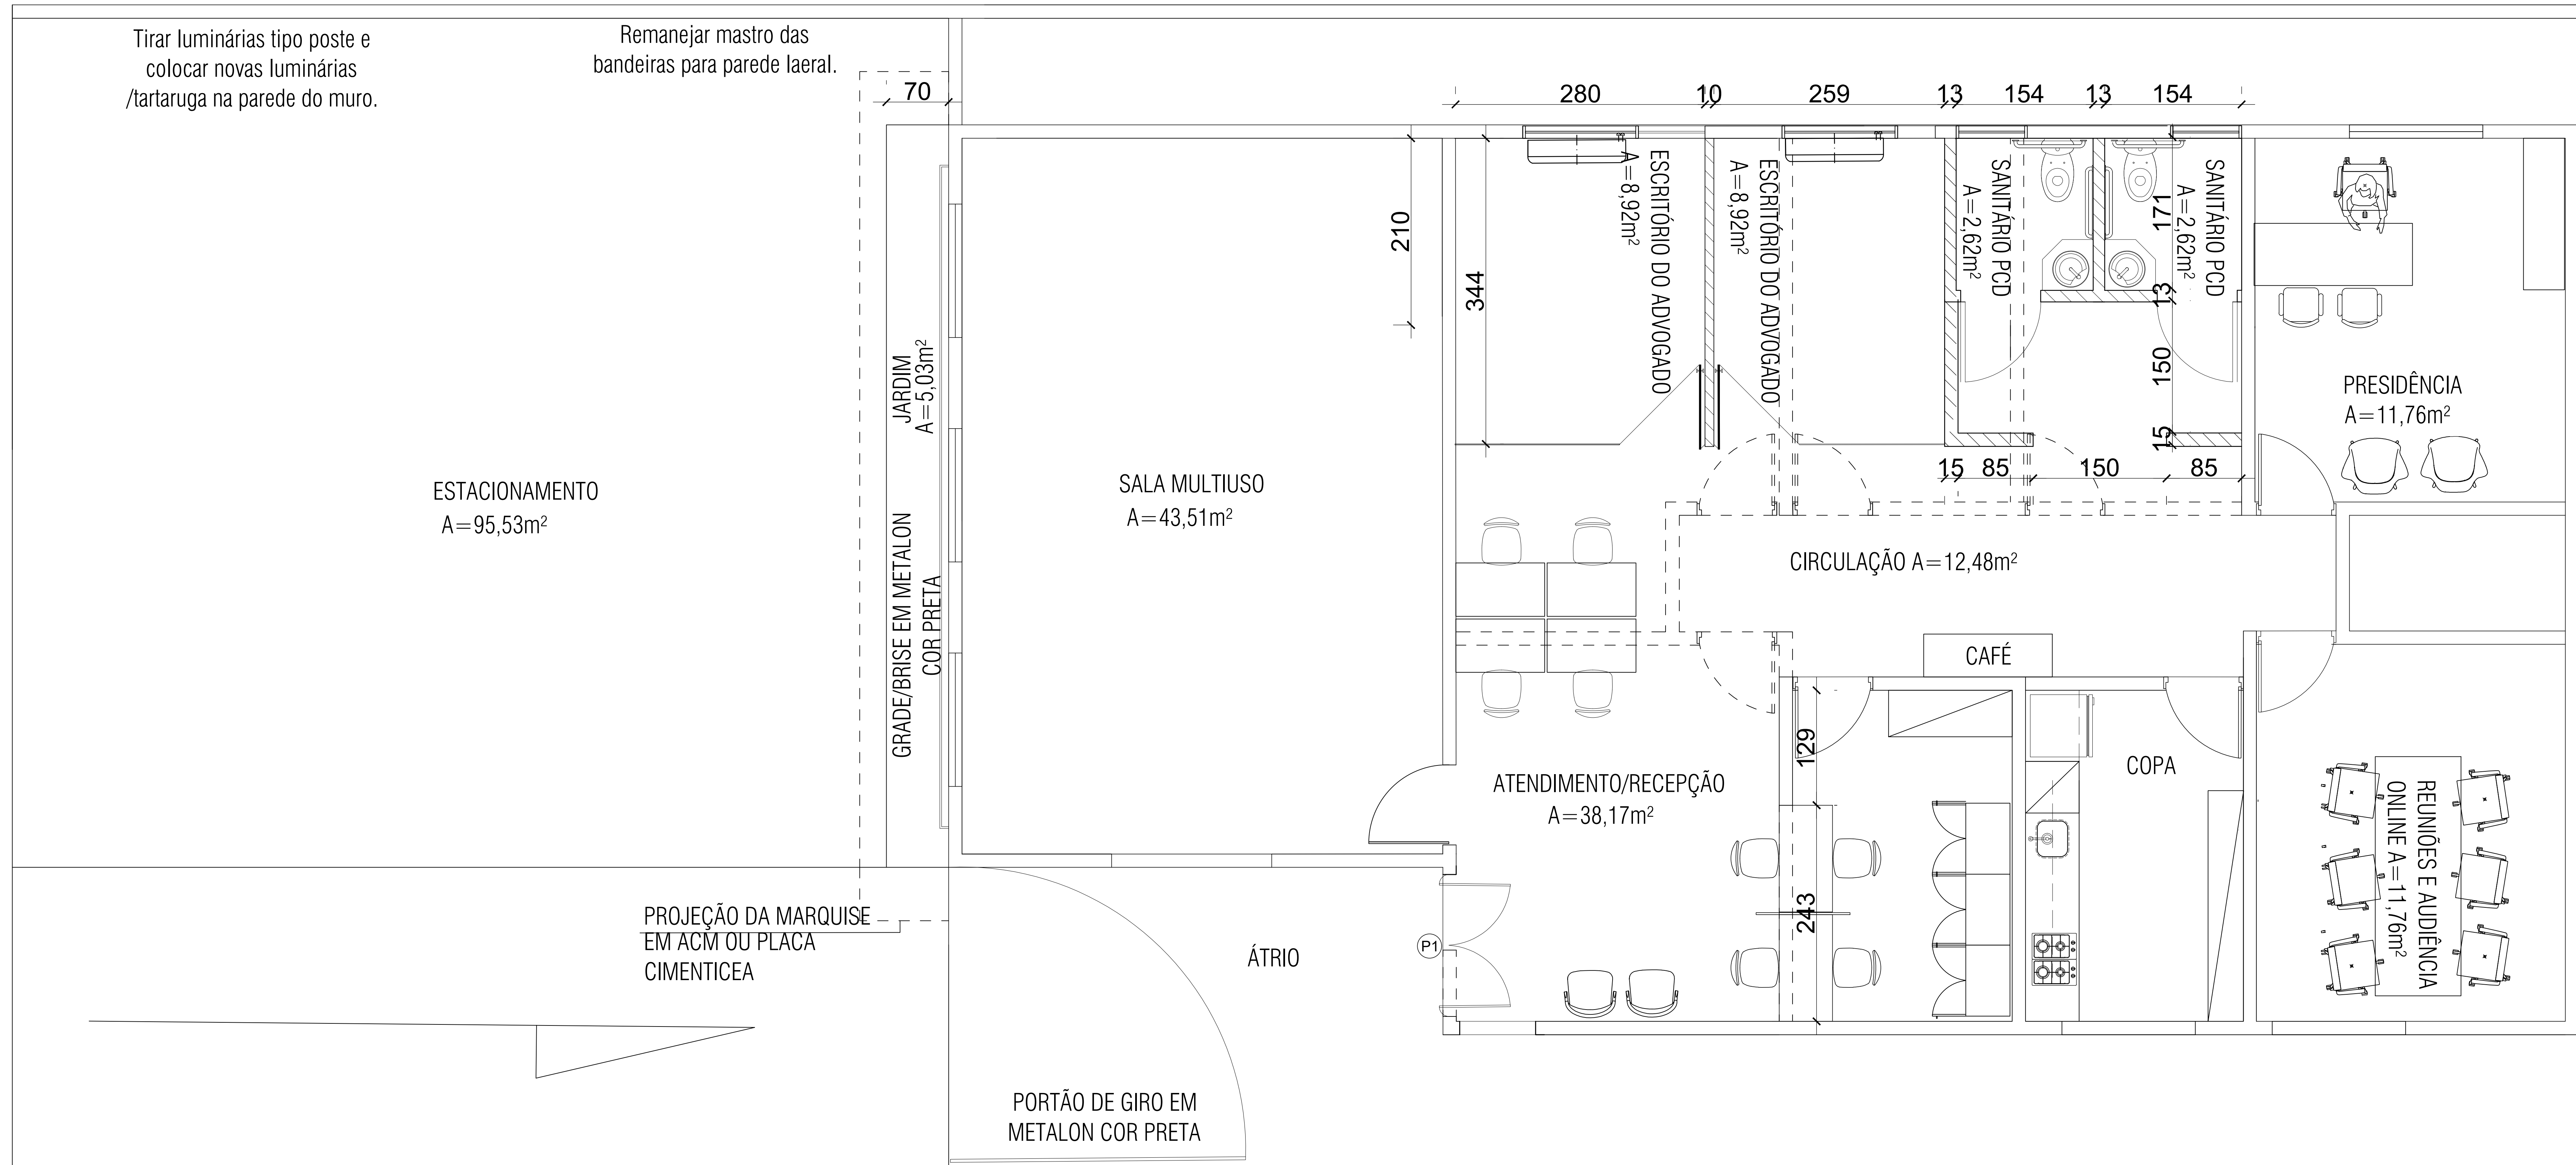 Tirar luminárias tipo poste e
colocar novas luminárias
/tartaruga na parede do muro.
Remanejar mastro das
bandeiras para parede laeral.
70
280
10
259
13
154
13
154
ESCRITÓRIO DO ADVOGADO
A=8,92m²
ESCRITÓRIO DO ADVOGADO
A=8,92m²
SANITÁRIO PCD
A=2,62m²
SANITÁRIO PCD
A=2,62m²
210
344
171
13
150
15
15
85
150
85
JARDIM
A=5,03m²
GRADE/BRISE EM METALON
COR PRETA
ESTACIONAMENTO
A=95,53m²
SALA MULTIUSO
A=43,51m²
PRESIDÊNCIA
A=11,76m²
CIRCULAÇÃO A=12,48m²
CAFÉ
129
243
ATENDIMENTO/RECEPÇÃO
A=38,17m²
COPA
REUNIÕES E AUDIÊNCIA
ONLINE A=11,76m²
PROJEÇÃO DA MARQUISE
EM ACM OU PLACA
CIMENTICEA
ÁTRIO
P1
PORTÃO DE GIRO EM
METALON COR PRETA